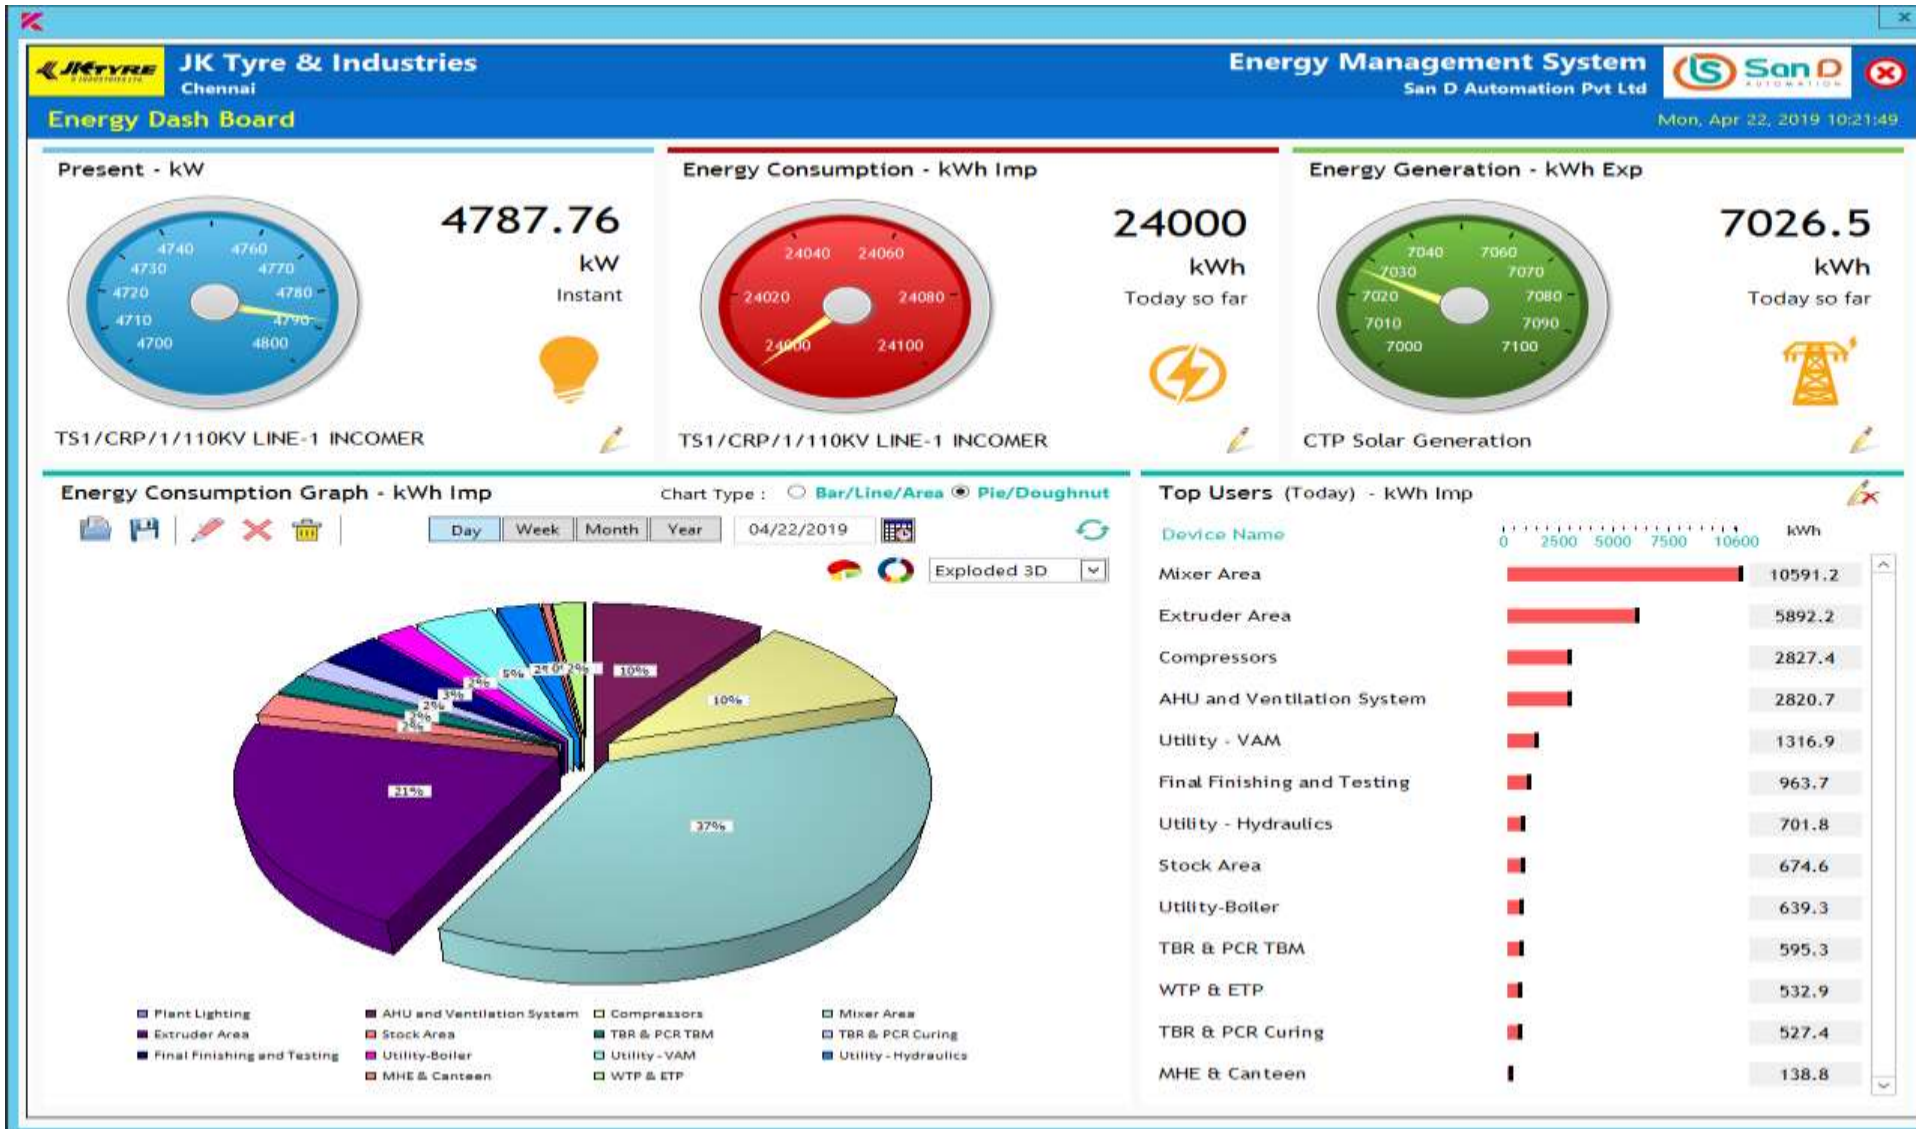 JK TYRE
& INDUSTRIES LTD.
JK Tyre & Industries
Chennai
Energy Management System
San D Automation Pvt Ltd
San D
AUTOMATION
Energy Dash Board
Mon, Apr 22, 2019 10:21:49
Present - kW
4700 4710 4720 4730 4740 4760 4770 4780 4790 4800
4787.76
kW
Instant
TS1/CRP/1/110KV LINE-1 INCOMER
Energy Consumption - kWh Imp
24000 24020 24040 24060 24080 24100
24000
kWh
Today so far
TS1/CRP/1/110KV LINE-1 INCOMER
Energy Generation - kWh Exp
7000 7010 7020 7030 7040 7060 7070 7080 7090 7100
7026.5
kWh
Today so far
CTP Solar Generation
Energy Consumption Graph - kWh Imp
Chart Type : Bar/Line/Area Pie/Doughnut
Day Week Month Year 04/22/2019
Exploded 3D
10%
10%
37%
21%
2%
2%
2%
3%
2%
5%
2%
2%
Plant Lighting AHU and Ventilation System Compressors Mixer Area
Extruder Area Stock Area TBR & PCR TBM TBR & PCR Curing
Final Finishing and Testing Utility-Boiler Utility - VAM Utility - Hydraulics
MHE & Canteen WTP & ETP
Top Users (Today) - kWh Imp
Device Name 0 2500 5000 7500 10600 kWh
Mixer Area 10591.2
Extruder Area 5892.2
Compressors 2827.4
AHU and Ventilation System 2820.7
Utility - VAM 1316.9
Final Finishing and Testing 963.7
Utility - Hydraulics 701.8
Stock Area 674.6
Utility-Boiler 639.3
TBR & PCR TBM 595.3
WTP & ETP 532.9
TBR & PCR Curing 527.4
MHE & Canteen 138.8